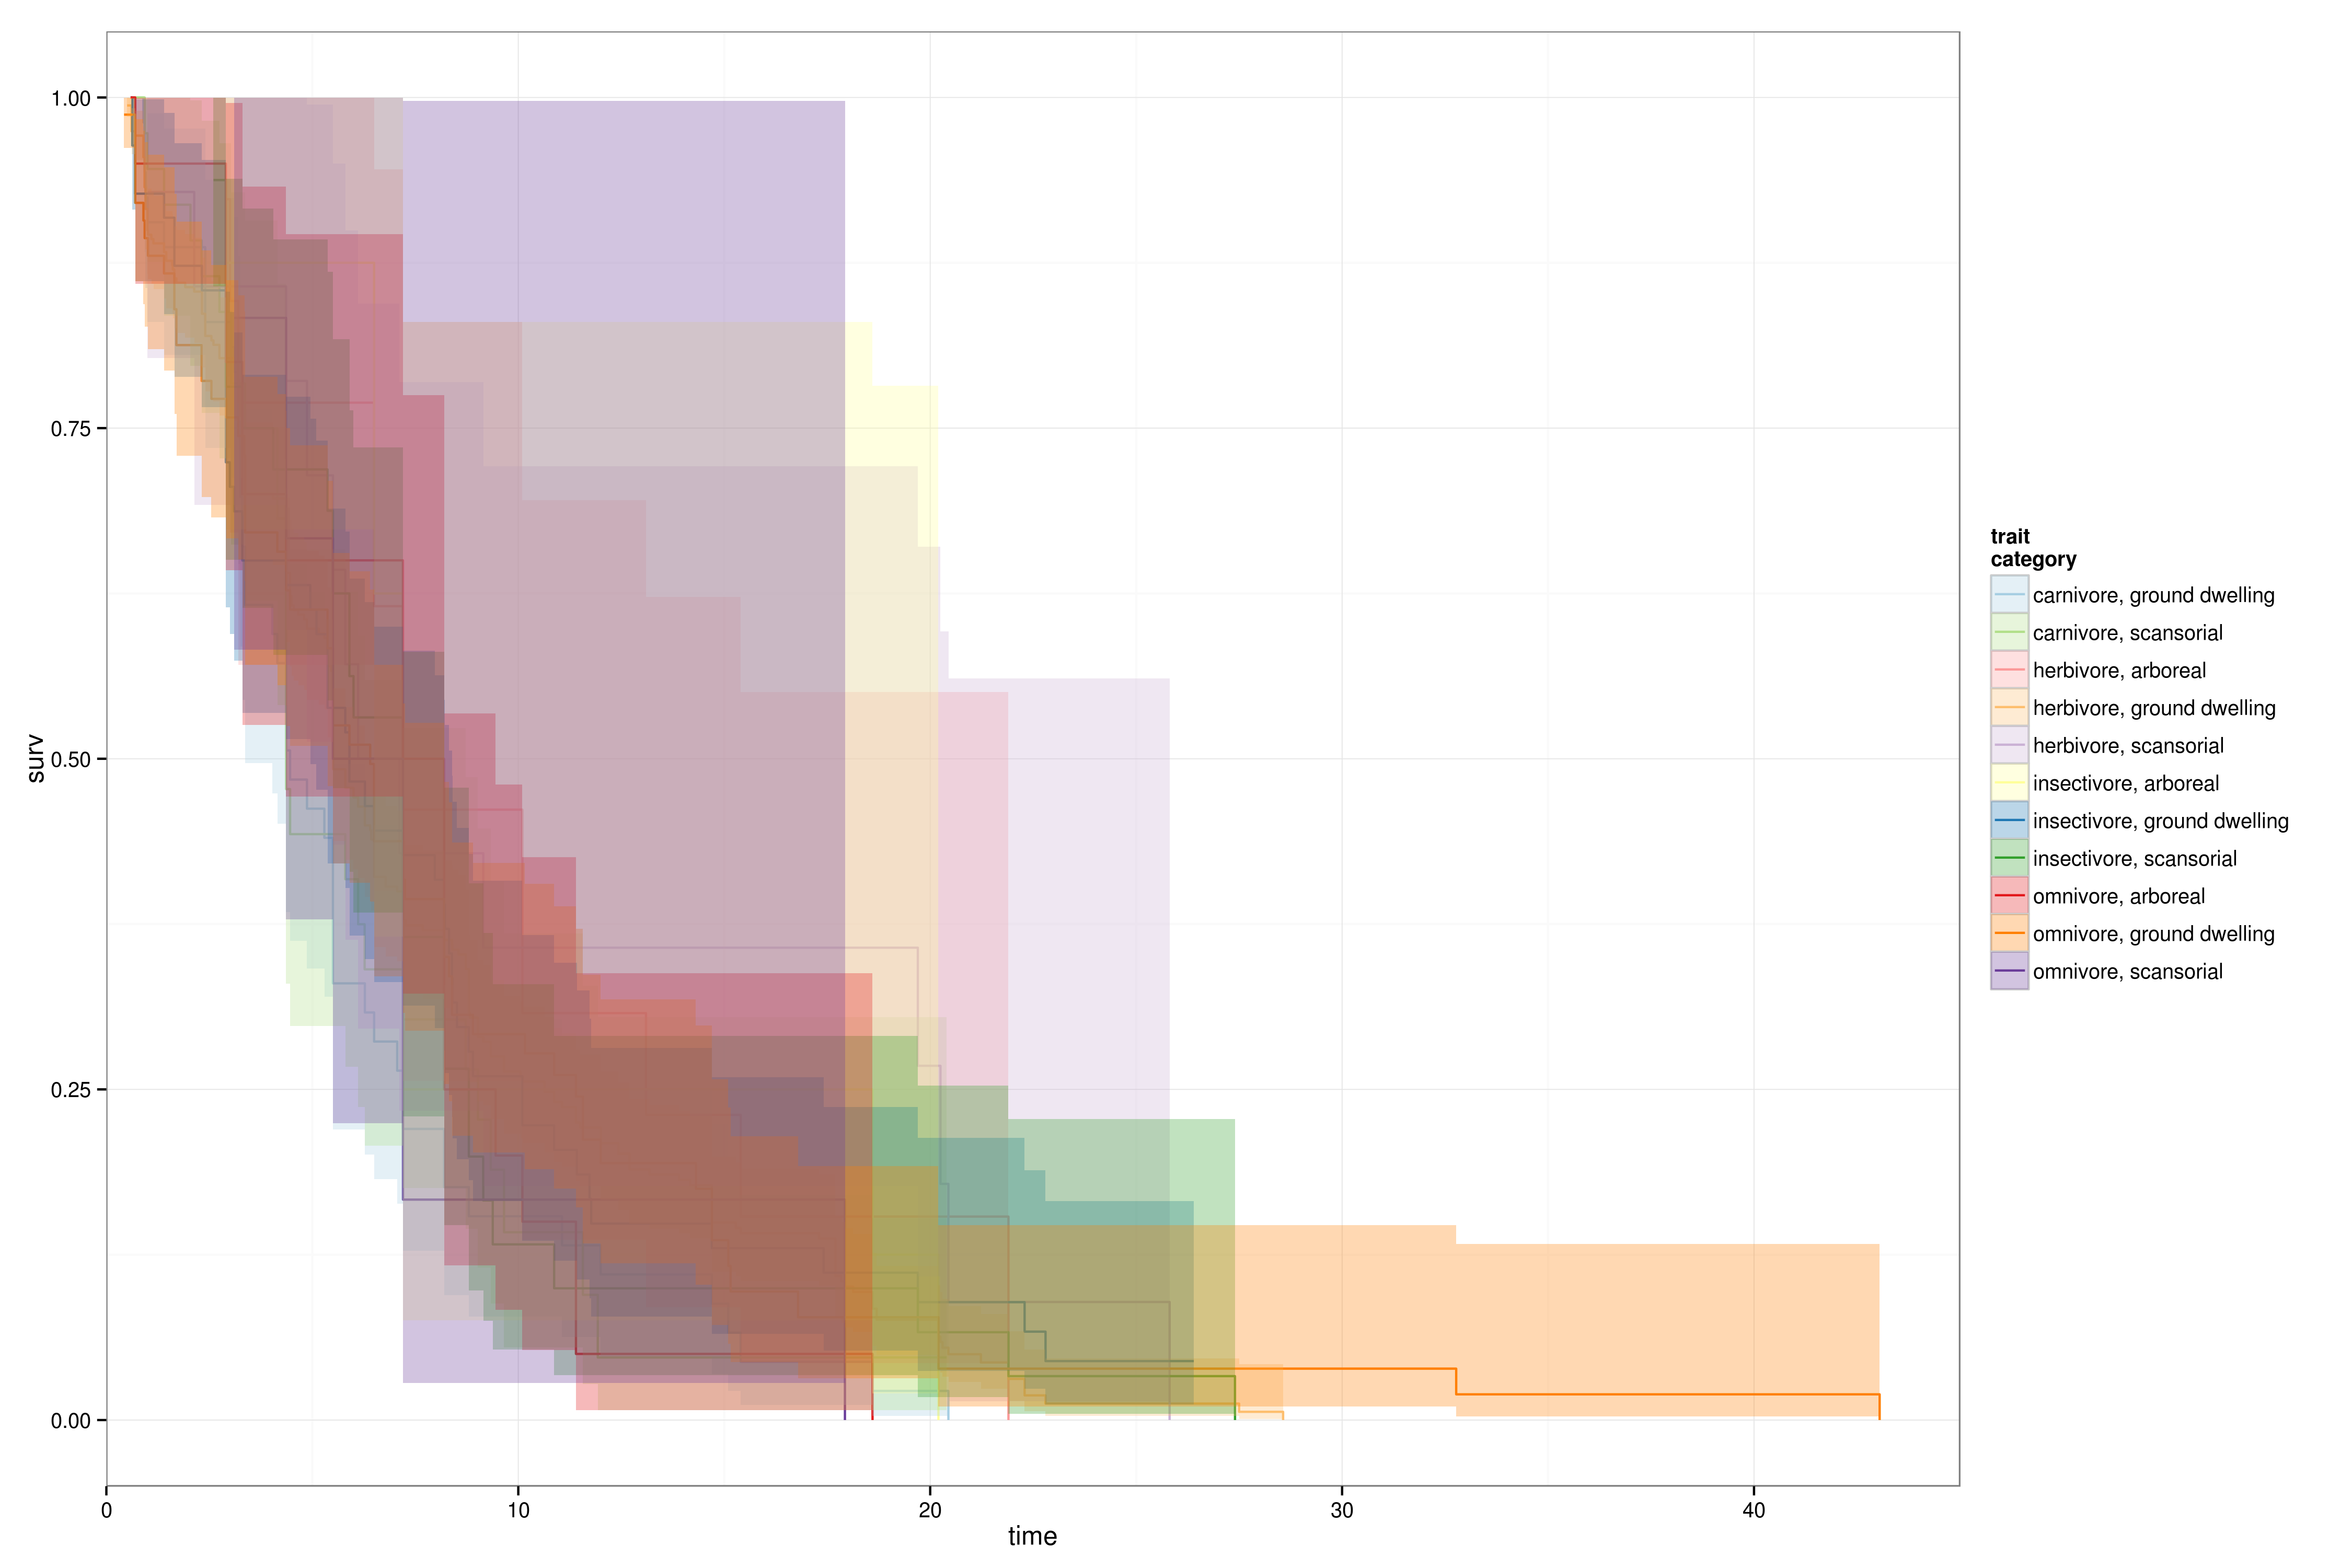 1.00
0.75
0.50
0.25
0.00
surv
0 10 20 30 40
time
trait
category
carnivore, ground dwelling
carnivore, scansorial
herbivore, arboreal
herbivore, ground dwelling
herbivore, scansorial
insectivore, arboreal
insectivore, ground dwelling
insectivore, scansorial
omnivore, arboreal
omnivore, ground dwelling
omnivore, scansorial